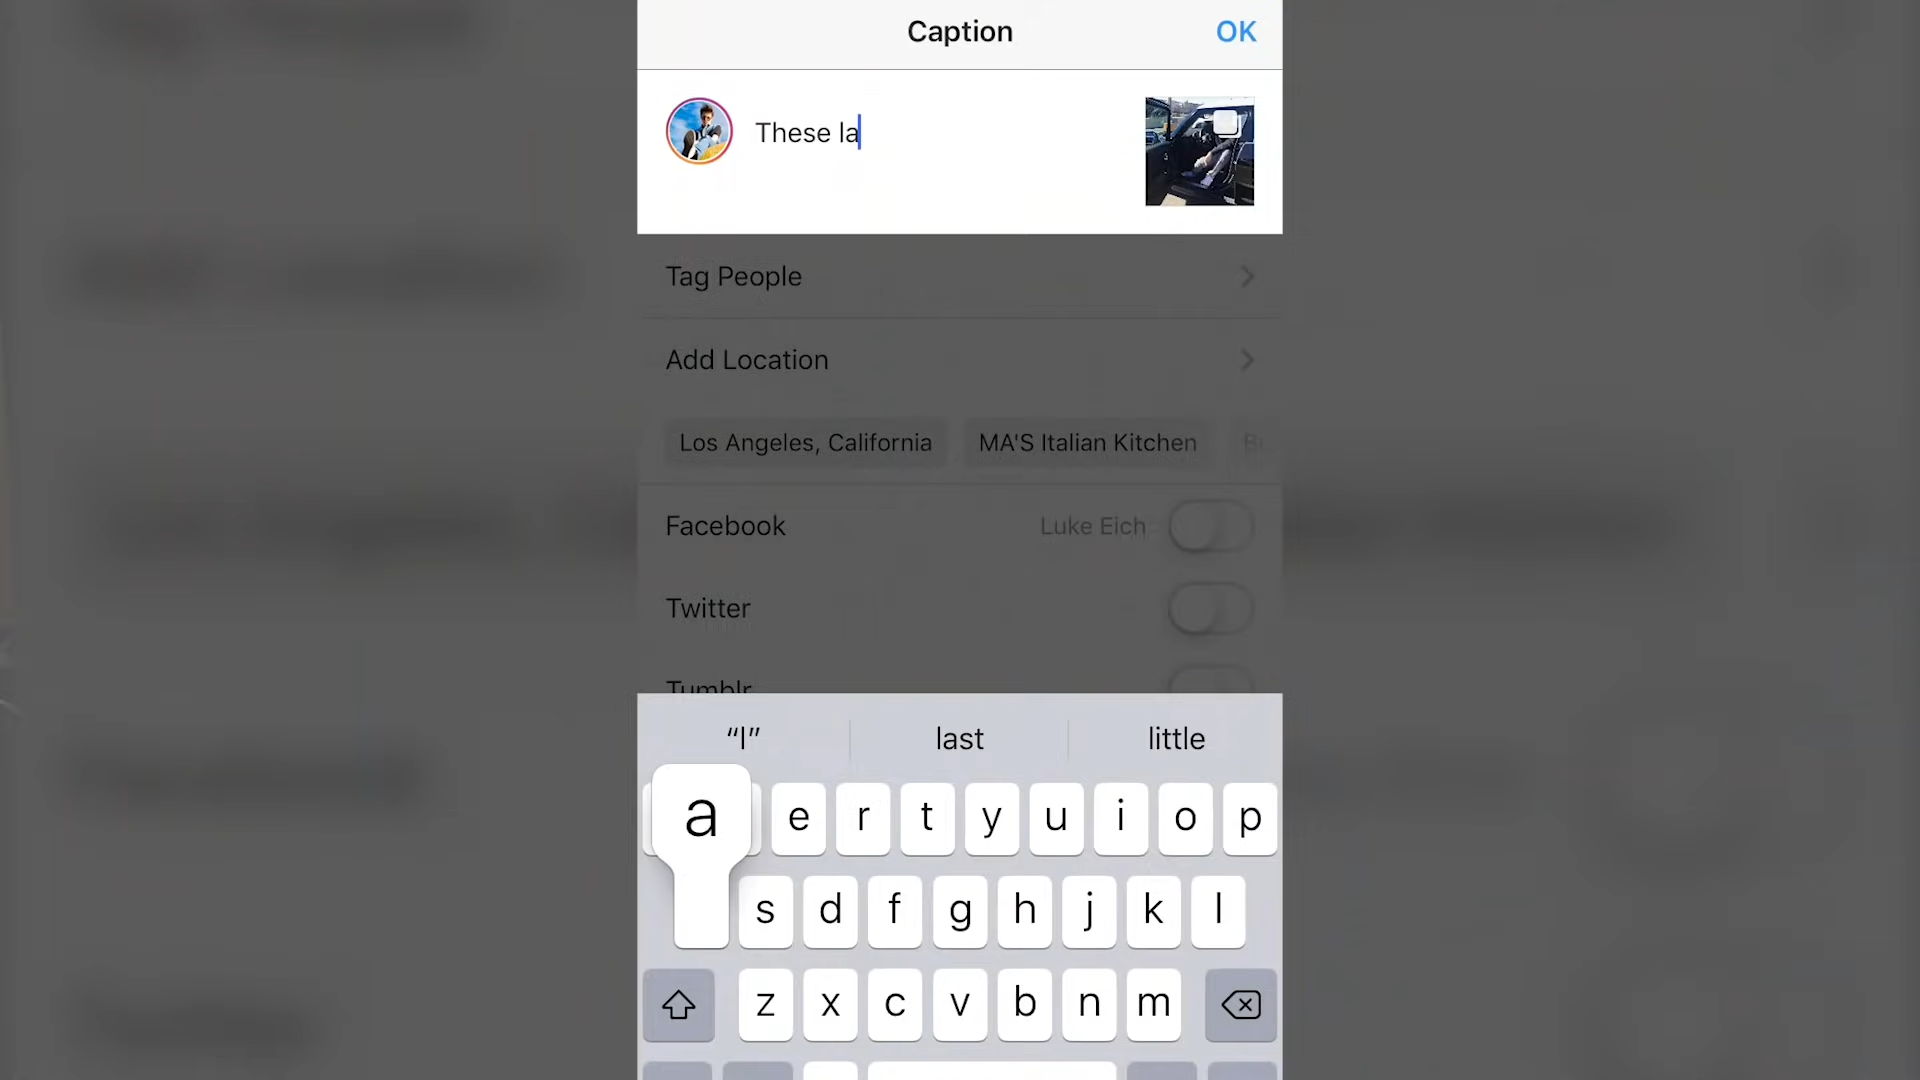 Caption OK
These la
Tag People
Add Location
Los Angeles, California MA'S Italian Kitchen
Facebook Luke Eich
Twitter
Tumblr
“l” last little
a e r t y u i o p
s d f g h j k l
z x c v b n m